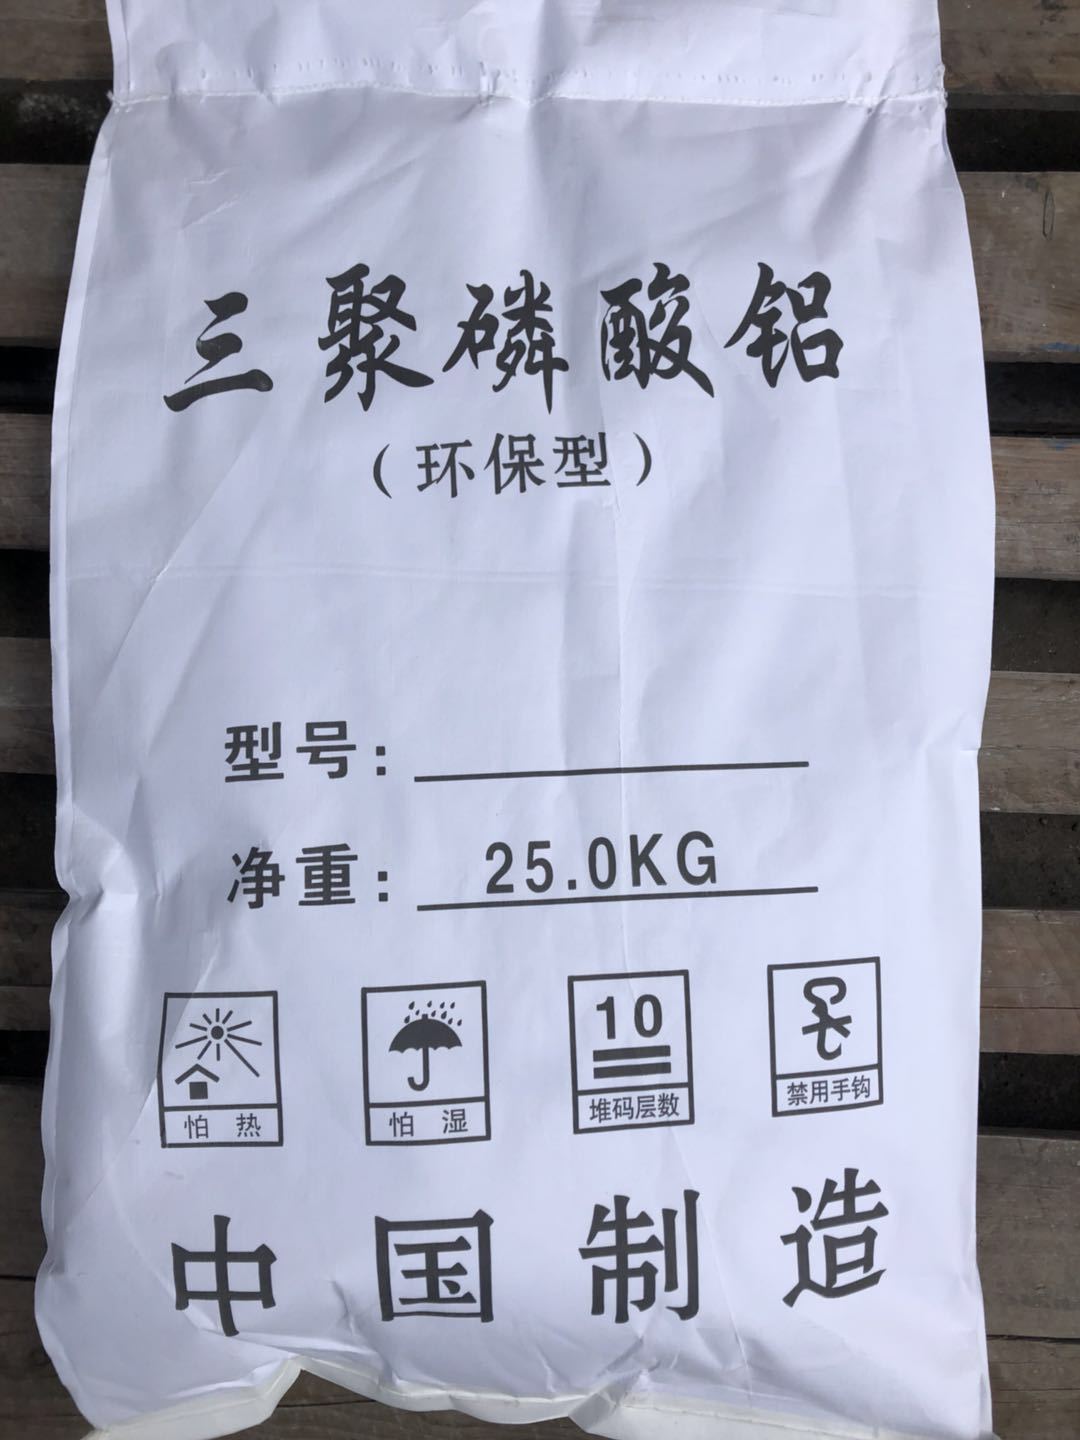 三聚磷酸铝
（环保型）
型号：
净重：25.0KG
10
怕热 怕湿 堆码层数 禁用手钩
中国制造